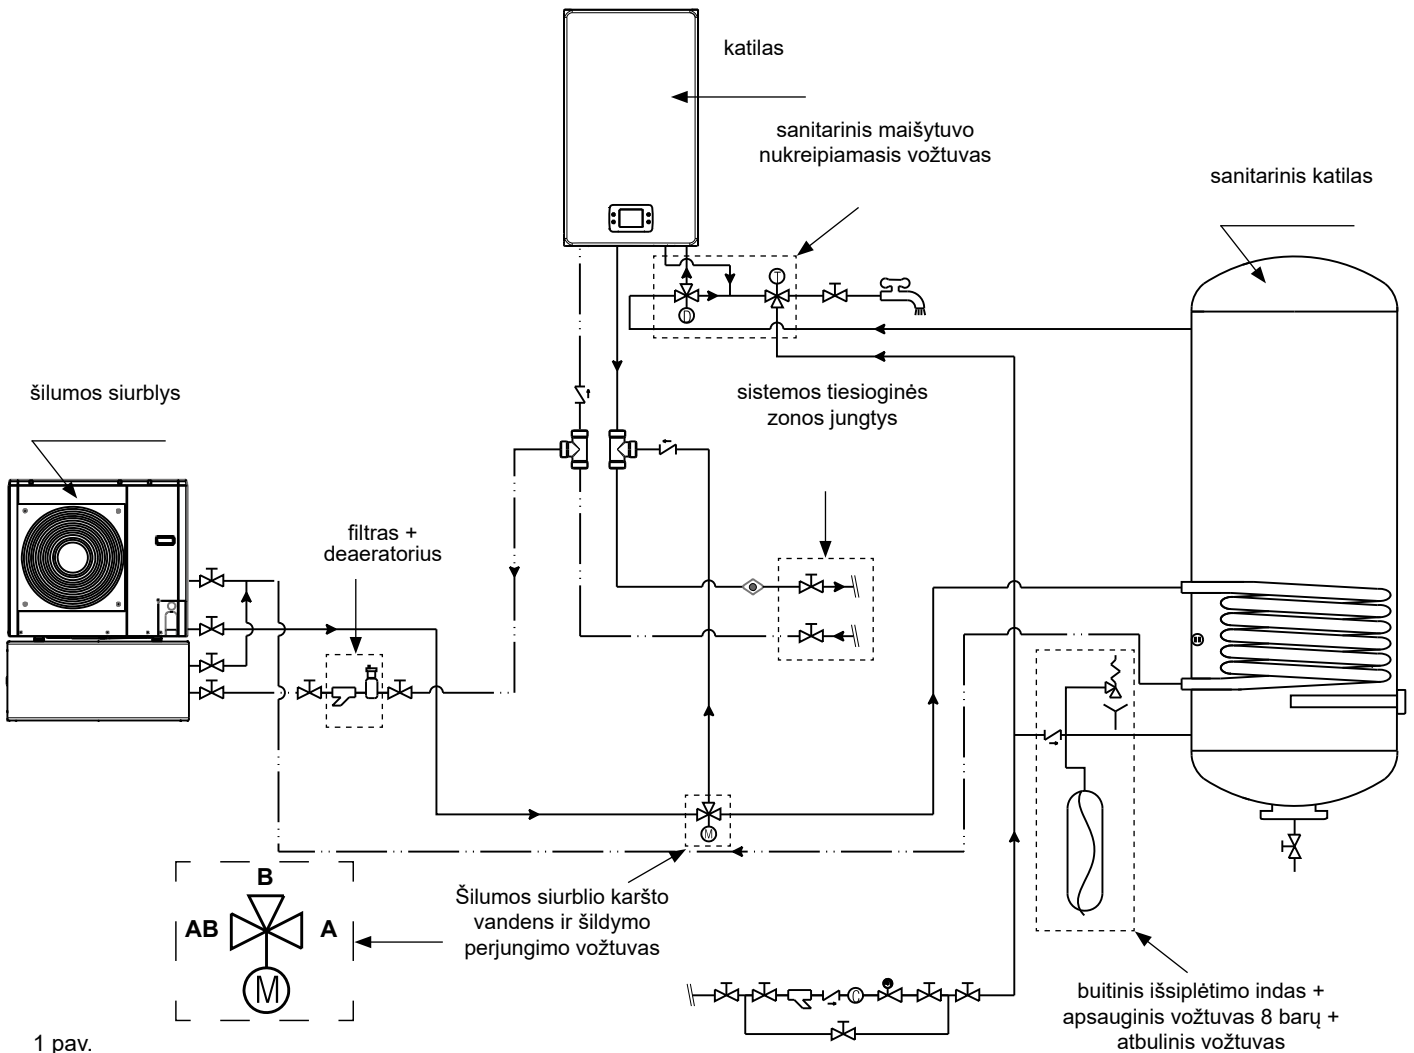 katilas
sanitarinis maišytuvo
nukreipiamasis vožtuvas
sanitarinis katilas
T
D
šilumos siurblys
sistemos tiesioginės
zonos jungtys
filtras +
deaeratorius
M
B
AB
A
M
Šilumos siurblio karšto
vandens ir šildymo
perjungimo vožtuvas
C
buitinis išsiplėtimo indas +
apsauginis vožtuvas 8 barų +
atbulinis vožtuvas
1 pav.